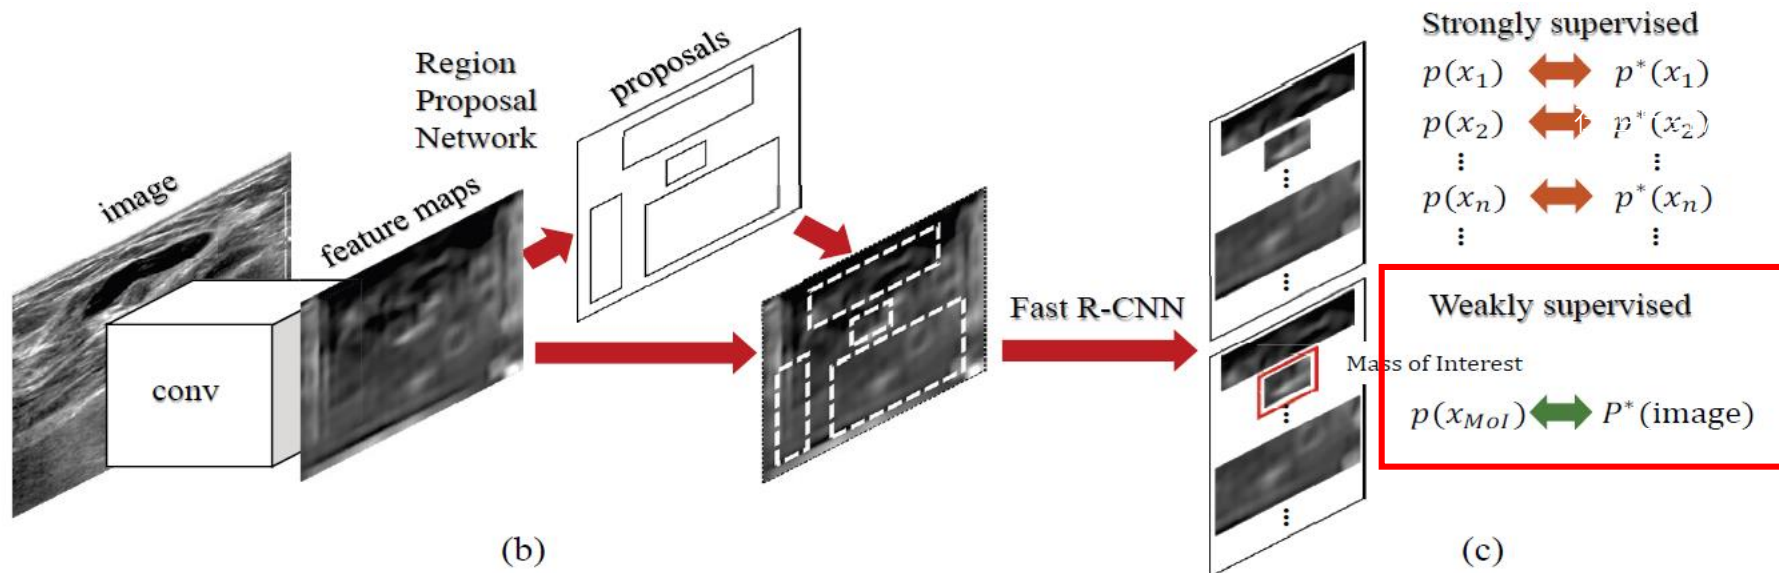 image
conv
feature maps
Region
Proposal
Network
proposals
Fast R-CNN
(b)
Strongly supervised
p(x₁) p*(x₁)
p(x₂) p*(x₂)
⋮ ⋮
p(xₙ) p*(xₙ)
⋮ ⋮
Weakly supervised
Mass of Interest
p(x_MoI) P*(image)
(c)